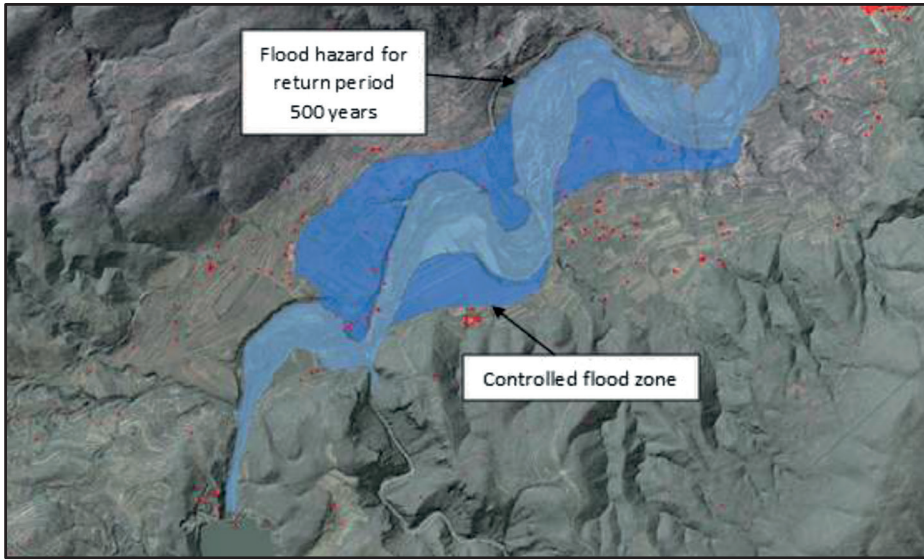 Flood hazard for
return period
500 years
Controlled flood zone